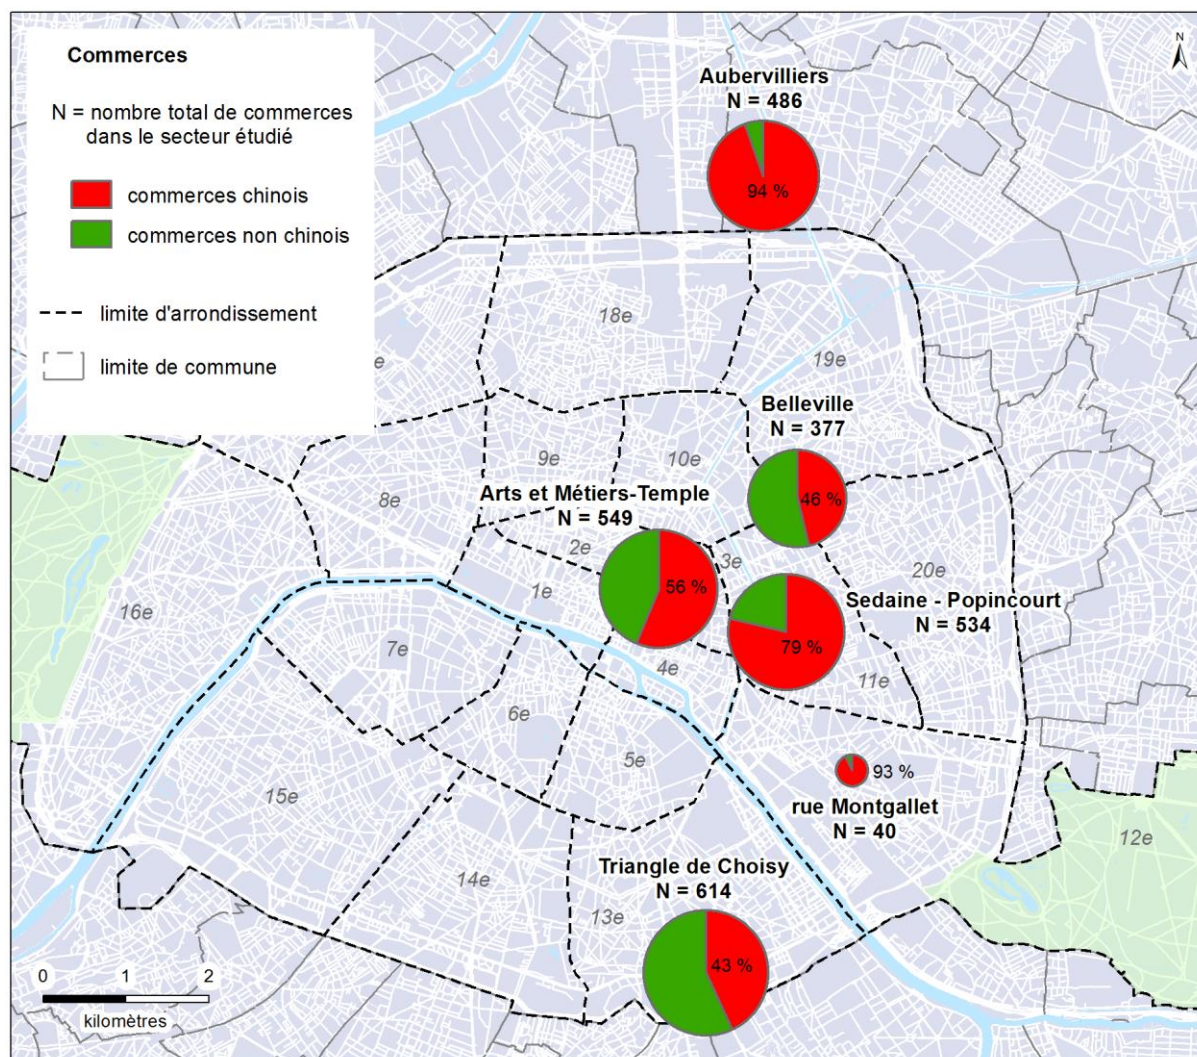 Commerces
N = nombre total de commerces
dans le secteur étudié
commerces chinois
commerces non chinois
limite d'arrondissement
limite de commune
N
Aubervilliers
N = 486
94 %
18e
e
19e
Belleville
N = 377
46 %
9e
10e
8e
Arts et Métiers-Temple
N = 549
56 %
2e
3e
1e
20e
Sedaine - Popincourt
N = 534
79 %
16e
7e
4e
11e
6e
5e
15e
93 %
rue Montgallet
N = 40
12e
14e
13e
Triangle de Choisy
N = 614
43 %
0 1 2
kilomètres